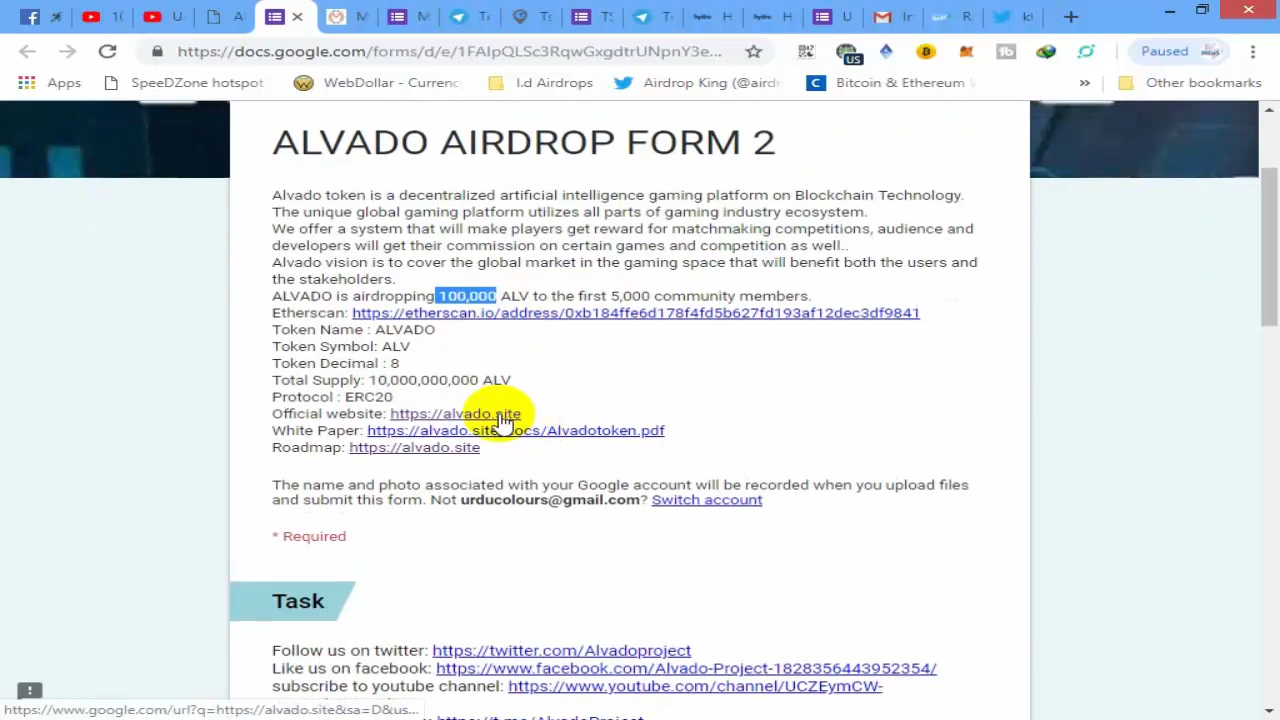 https://docs.google.com/forms/d/e/1FAIpQLSc3RqwGxgdtrUNpnY3e...
US
Paused
Apps
SpeeDZone hotspot
WebDollar - Currenc
I.d Airdrops
Airdrop King (@airdr
Bitcoin & Ethereum
»
Other bookmarks
ALVADO AIRDROP FORM 2
Alvado token is a decentralized artificial intelligence gaming platform on Blockchain Technology.
The unique global gaming platform utilizes all parts of gaming industry ecosystem.
We offer a system that will make players get reward for matchmaking competitions, audience and
developers will get their commission on certain games and competition as well..
Alvado vision is to cover the global market in the gaming space that will benefit both the users and
the stakeholders.
ALVADO is airdropping 100,000 ALV to the first 5,000 community members.
Etherscan: https://etherscan.io/address/0xb184ffe6d178f4fd5b627fd193af12dec3df9841
Token Name : ALVADO
Token Symbol: ALV
Token Decimal : 8
Total Supply: 10,000,000,000 ALV
Protocol : ERC20
Official website: https://alvado.site
White Paper: https://alvado.site/docs/Alvadotoken.pdf
Roadmap: https://alvado.site
The name and photo associated with your Google account will be recorded when you upload files
and submit this form. Not urducolours@gmail.com? Switch account
* Required
Task
Follow us on twitter: https://twitter.com/Alvadoproject
Like us on facebook: https://www.facebook.com/Alvado-Project-1828356443952354/
subscribe to youtube channel: https://www.youtube.com/channel/UCZEymCW-
https://t.me/AlvadoProject
https://www.google.com/url?q=https://alvado.site&sa=D&us...